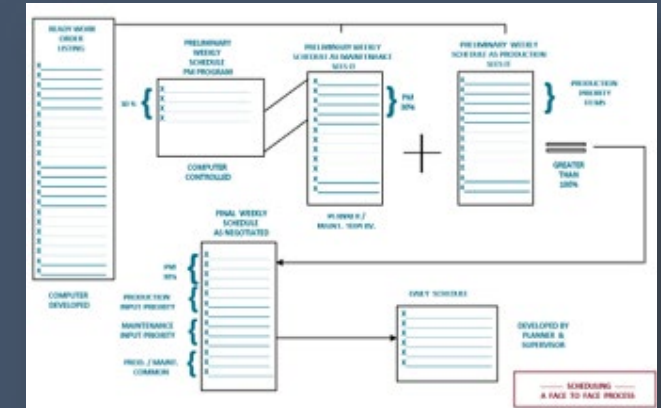 READY WORK
ORDER
LISTING
PRELIMINARY
WEEKLY
SCHEDULE
PM PROGRAM
PRELIMINARY WEEKLY
SCHEDULE AS MAINTENANCE
SEES IT
PRELIMINARY WEEKLY
SCHEDULE AS PRODUCTION
SEES IT
PM
PRODUCTION
PRIORITY
ITEMS
COMPUTER
CONTROLLED
PLANNER /
MAINT. SUPERV.
GREATER
THAN
100%
FINAL WEEKLY
SCHEDULE
AS NEGOTIATED
COMPUTER
DEVELOPED
PM
PRODUCTION
INPUT PRIORITY
MAINTENANCE
INPUT PRIORITY
PROD. / MAINT.
COMMON
DAILY SCHEDULE
DEVELOPED BY
PLANNER &
SUPERVISOR
SCHEDULING
A FACE TO FACE PROCESS